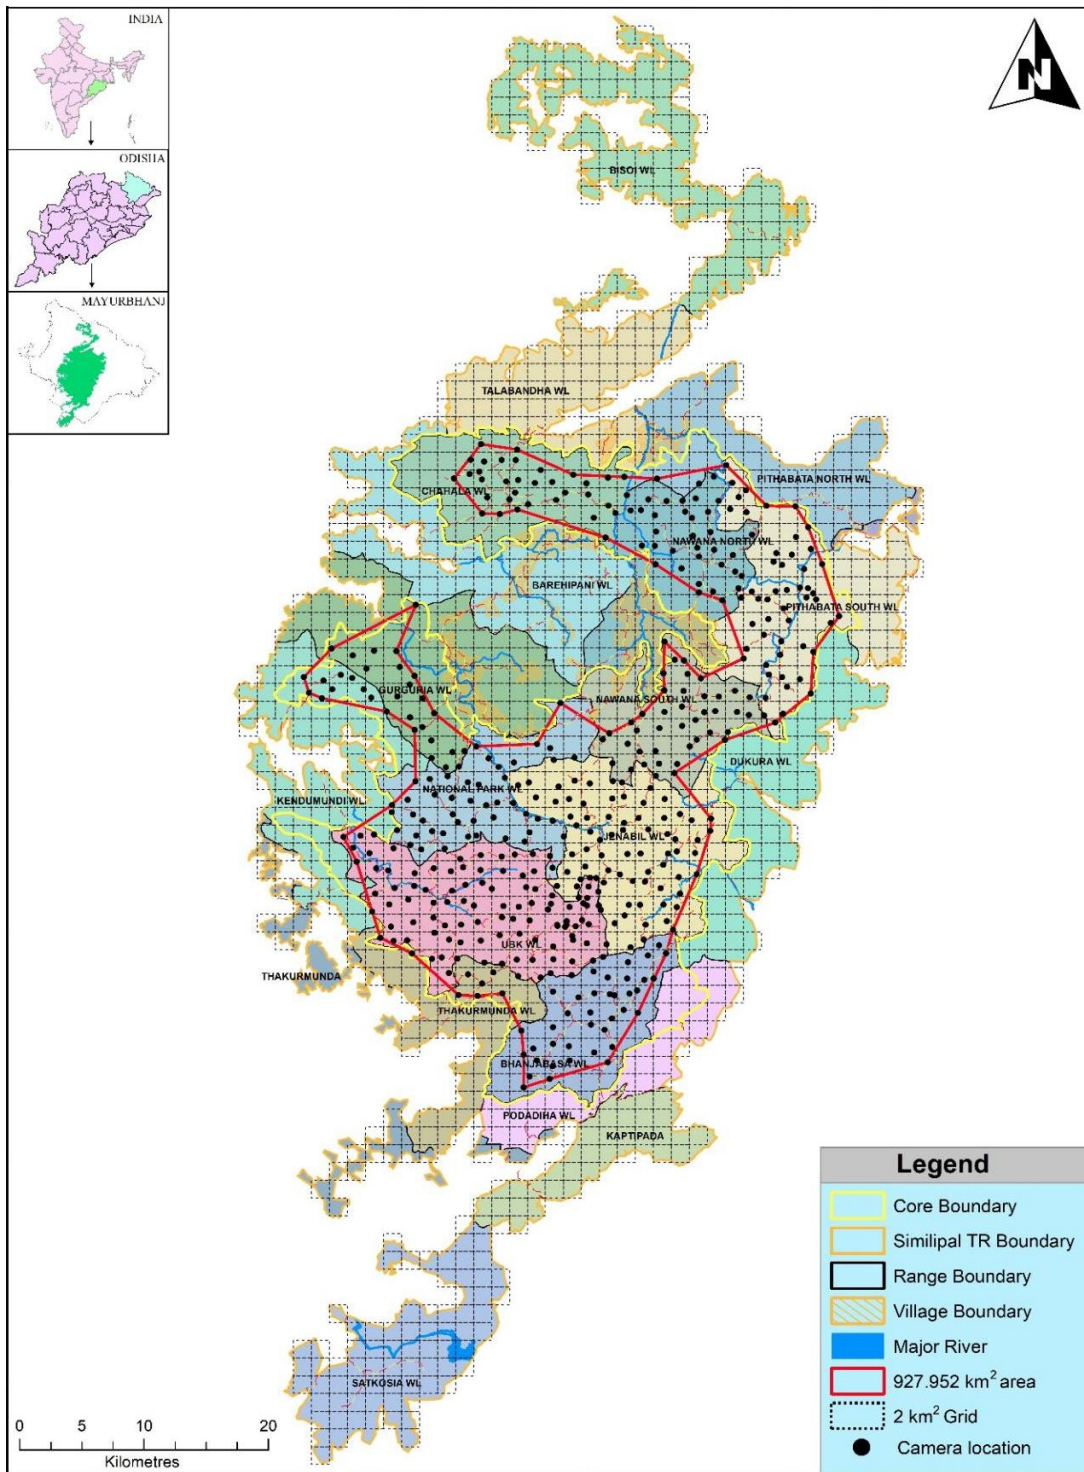 INDIA
ODISHA
MAYURBHANJ
N
BISOI WL
TALABANDHA WL
PITHABATA NORTH WL
CHAHALA WL
NAWANA NORTH WL
BAREHIPANI WL
PITHABATA SOUTH WL
GURGURIA WL
NAWANA SOUTH WL
DUKURA WL
NATIONAL PARK WL
KENDUMUNDI WL
JENABIL WL
UBK WL
THAKURMUNDA
THAKURMUNDA WL
BHANJABASA WL
PODADIHA WL
KAPTIPADA
SATKOSIA WL
0 5 10 20
Kilometres
Legend
Core Boundary
Similipal TR Boundary
Range Boundary
Village Boundary
Major River
927.952 km² area
2 km² Grid
Camera location